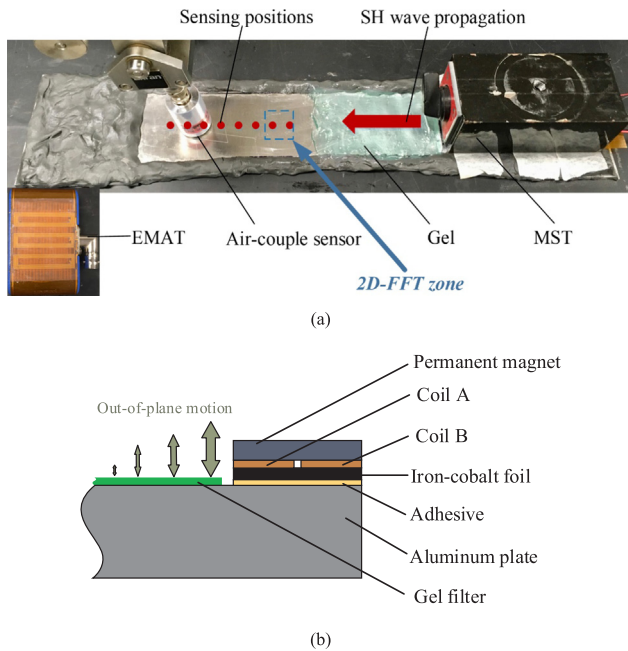 Sensing positions
SH wave propagation
EMAT
Air-couple sensor
Gel
MST
2D-FFT zone
(a)
Permanent magnet
Out-of-plane motion
Coil A
Coil B
Iron-cobalt foil
Adhesive
Aluminum plate
Gel filter
(b)